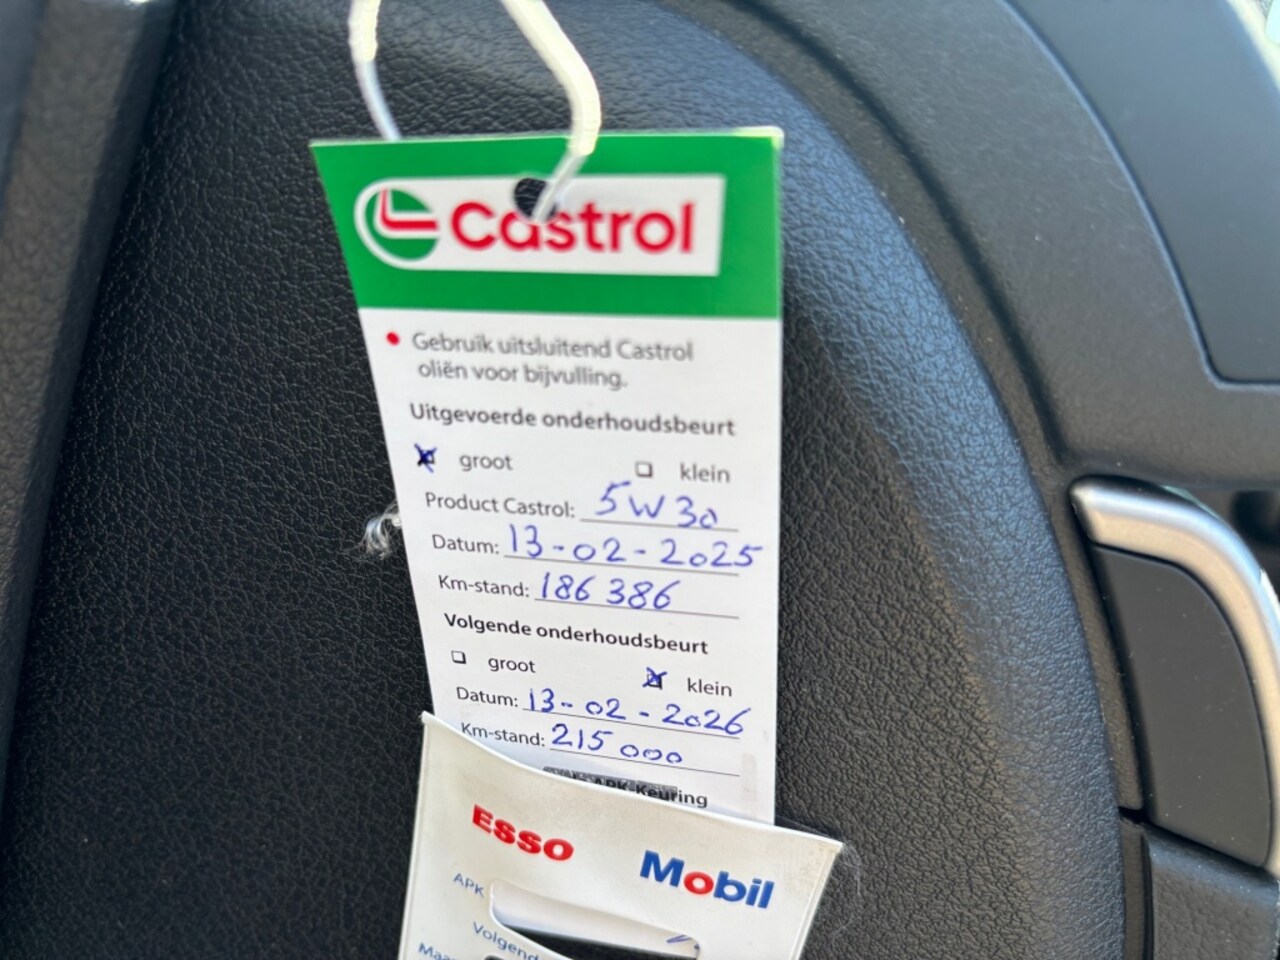 Castrol
• Gebruik uitsluitend Castrol
oliën voor bijvulling.
Uitgevoerde onderhoudsbeurt
groot klein
Product Castrol: 5W30
Datum: 13-02-2025
Km-stand: 186 386
Volgende onderhoudsbeurt
groot klein
Datum: 13-02-2026
Km-stand: 215 000
APK-Keuring
Esso Mobil
APK